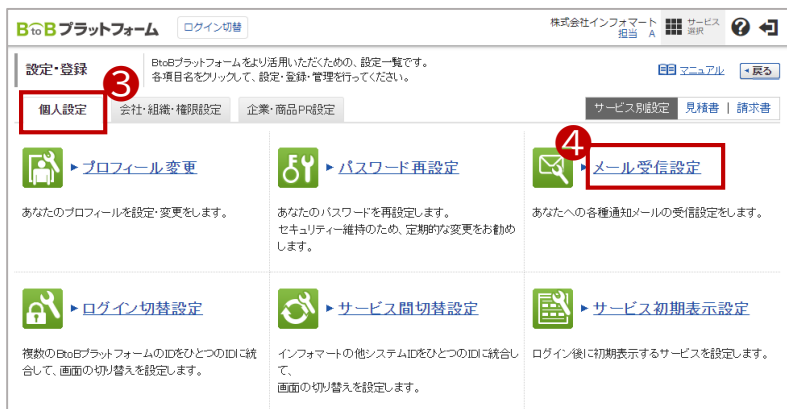 BtoBプラットフォーム ログイン切替 株式会社インフォマート サービス
担当 A 選択 ?
設定・登録 BtoBプラットフォームをより活用いただくための、設定一覧です。
各項目名をクリックして、設定・登録・管理を行ってください。 マニュアル 戻る
3
個人設定 会社・組織・権限設定 企業・商品PR設定 サービス別設定 見積書 | 請求書
4
プロフィール変更 パスワード再設定 メール受信設定
あなたのプロフィールを設定・変更をします。 あなたのパスワードを再設定します。 あなたへの各種通知メールの受信設定をします。
セキュリティー維持のため、定期的な変更をお勧め
します。
ログイン切替設定 サービス間切替設定 サービス初期表示設定
複数のBtoBプラットフォームのIDをひとつのIDに統 インフォマートの他システムIDをひとつのIDに統合し ログイン後に初期表示するサービスを設定します。
合して、画面の切り替えを設定します。 て、
画面の切り替えを設定します。